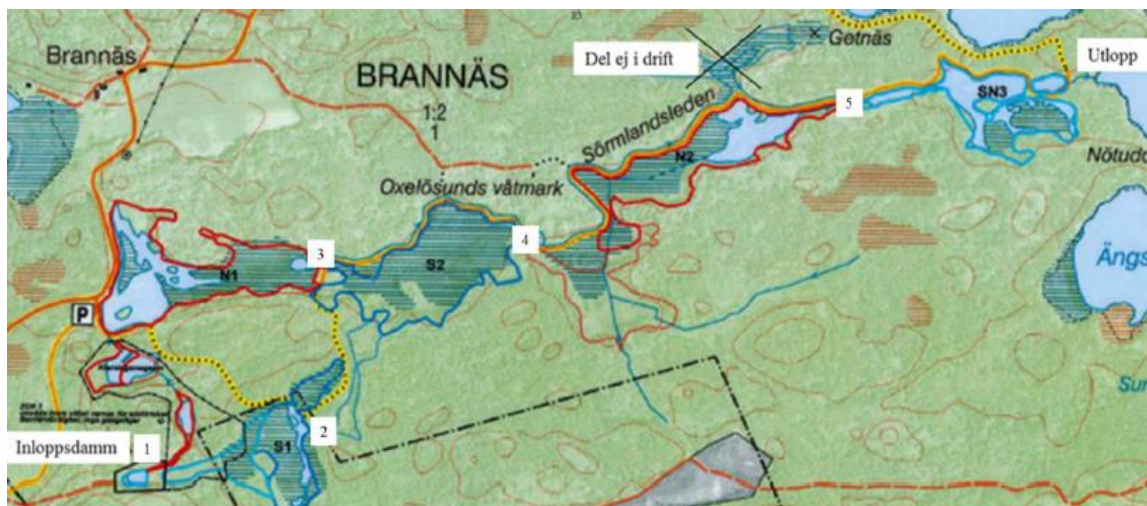 Brannäs
BRANNÄS
1:2
1
Del ej i drift
Getnäs
Utlopp
Sörmlandsleden
5
SN3
N2
Nötudd
Oxelösunds våtmark
3
4
N1
S2
Ängs
P
2
S1
Inloppsdamm
1
Sur